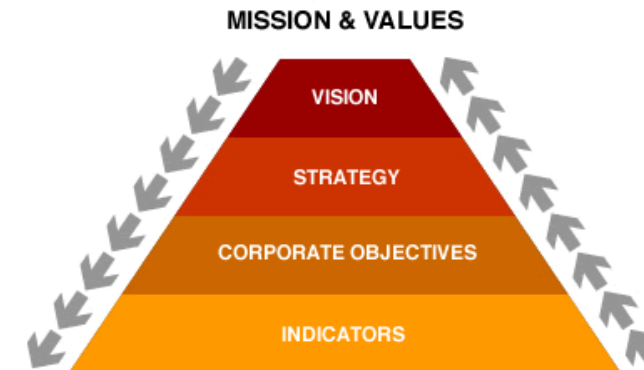 MISSION & VALUES
VISION
STRATEGY
CORPORATE OBJECTIVES
INDICATORS